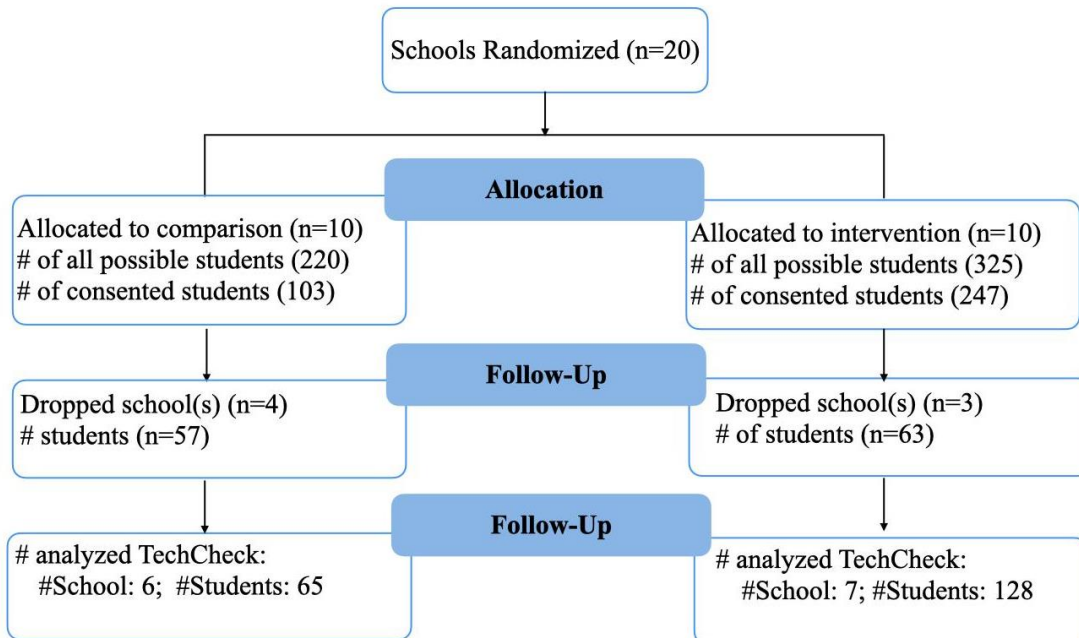 Schools Randomized (n=20)
Allocation
Allocated to comparison (n=10)
# of all possible students (220)
# of consented students (103)
Allocated to intervention (n=10)
# of all possible students (325)
# of consented students (247)
Follow-Up
Dropped school(s) (n=4)
# students (n=57)
Dropped school(s) (n=3)
# of students (n=63)
Follow-Up
# analyzed TechCheck:
#School: 6; #Students: 65
# analyzed TechCheck:
#School: 7; #Students: 128